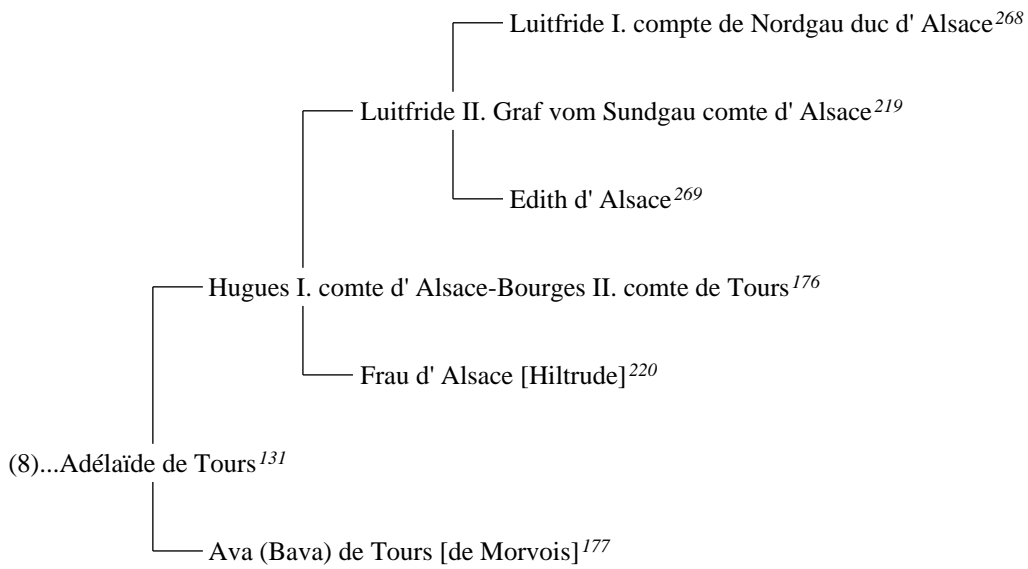 Luitfride I. compte de Nordgau duc d' Alsace268
Luitfride II. Graf vom Sundgau comte d' Alsace219
Edith d' Alsace269
Hugues I. comte d' Alsace-Bourges II. comte de Tours176
Frau d' Alsace [Hiltrude]220
(8)...Adélaïde de Tours131
Ava (Bava) de Tours [de Morvois]177